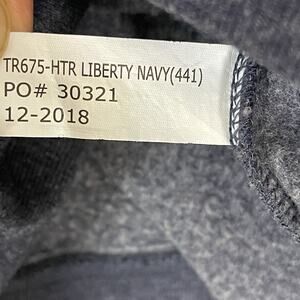 TR675-HTR LIBERTY NAVY(441)
PO# 30321
12-2018